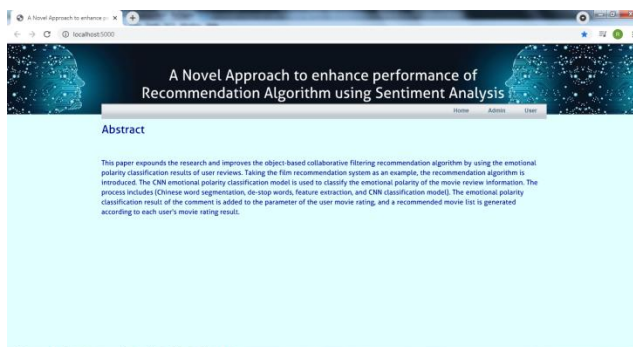 A Novel Approach to enhance pe
localhost:5000
A Novel Approach to enhance performance of
Recommendation Algorithm using Sentiment Analysis
Home Admin User
Abstract
This paper expounds the research and improves the object-based collaborative filtering recommendation algorithm by using the emotional
polarity classification results of user reviews. Taking the film recommendation system as an example, the recommendation algorithm is
introduced. The CNN emotional polarity classification model is used to classify the emotional polarity of the movie review information. The
process includes (Chinese word segmentation, de-stop words, feature extraction, and CNN classification model). The emotional polarity
classification result of the comment is added to the parameter of the user movie rating, and a recommended movie list is generated
according to each user's movie rating result.